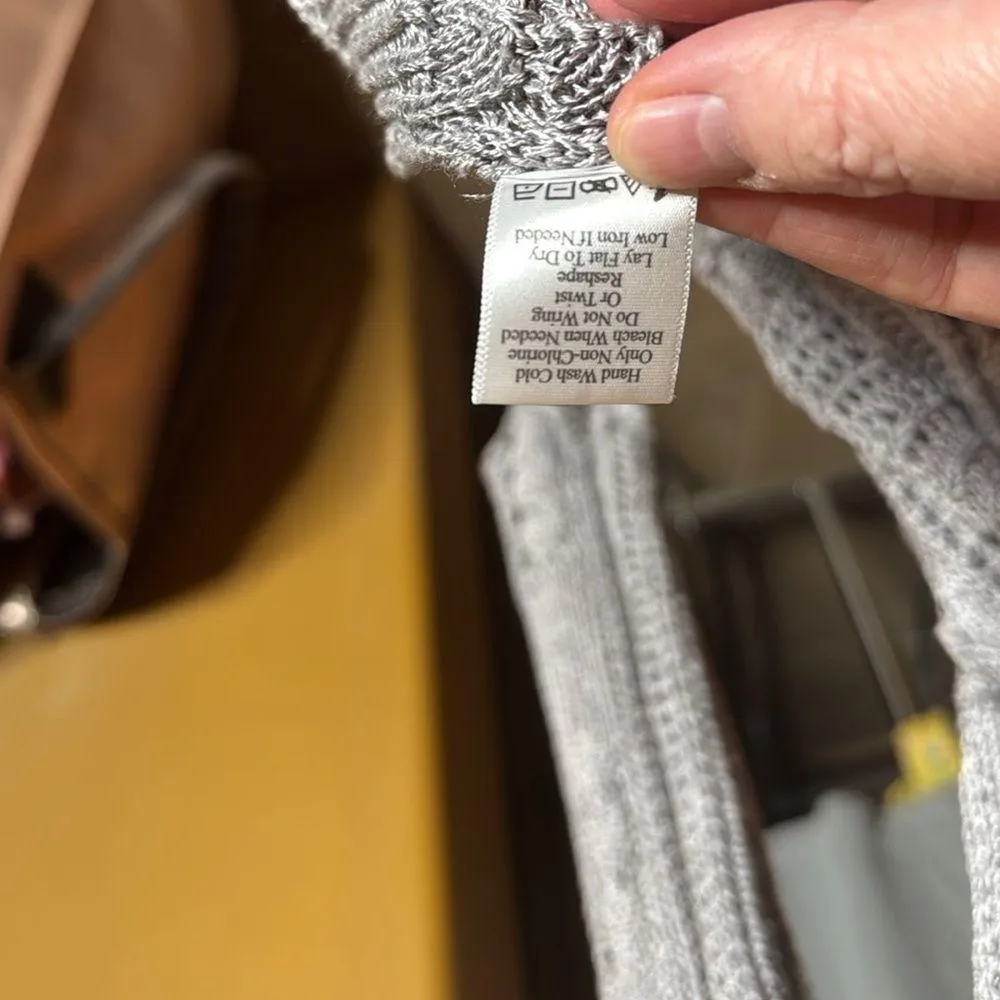 Hand Wash Cold
Only Non-Chlorine
Bleach When Needed
Do Not Wring
Or Twist
Reshape
Lay Flat To Dry
Low Iron If Needed